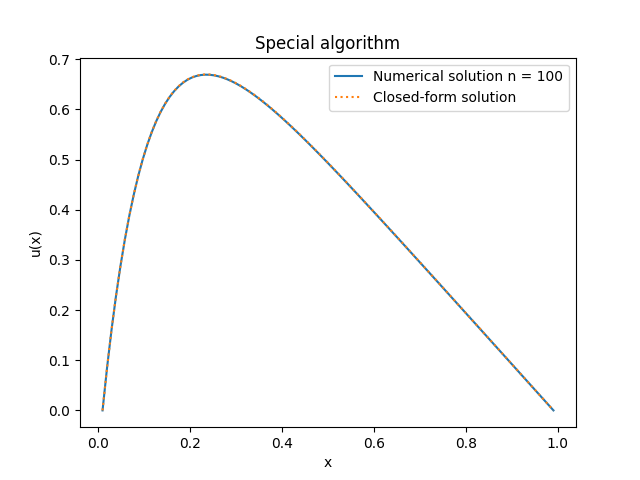 Special algorithm
0.7
0.6
0.5
0.4
0.3
0.2
0.1
0.0
u(x)
Numerical solution n = 100
Closed-form solution
0.0 0.2 0.4 0.6 0.8 1.0
x